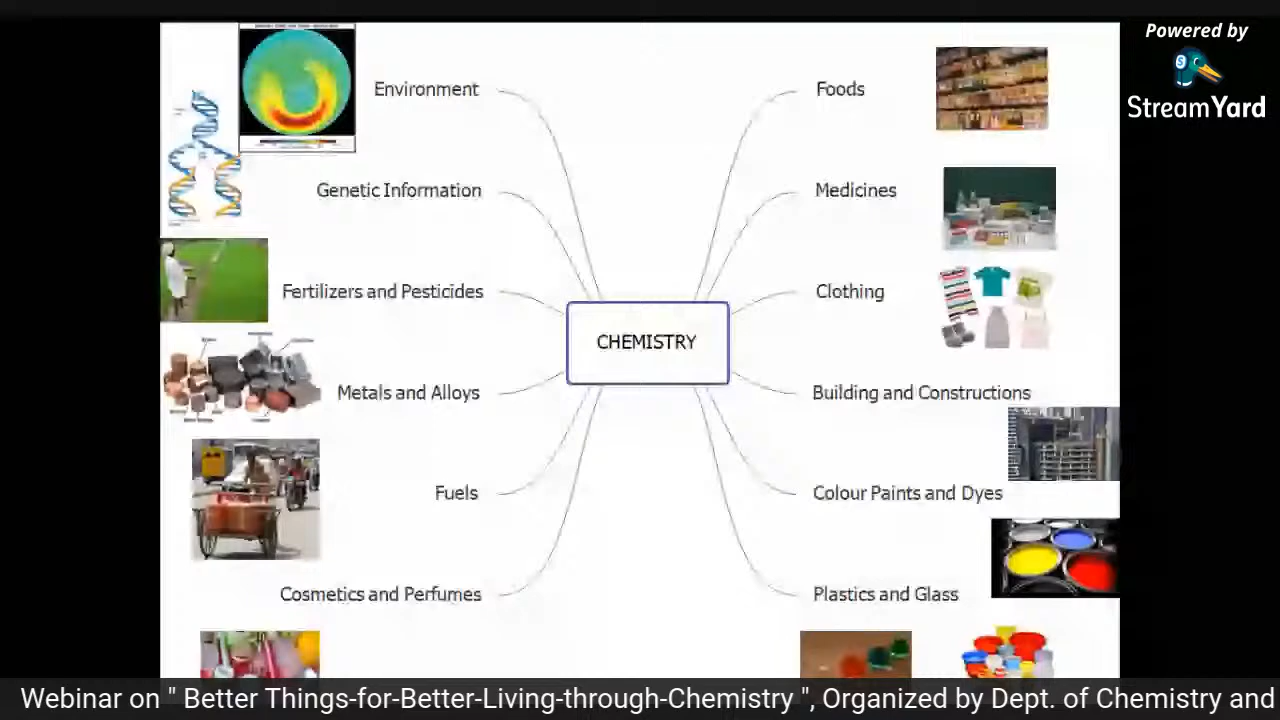 Powered by
StreamYard
Environment
Genetic Information
Fertilizers and Pesticides
Metals and Alloys
Fuels
Cosmetics and Perfumes
CHEMISTRY
Foods
Medicines
Clothing
Building and Constructions
Colour Paints and Dyes
Plastics and Glass
Webinar on " Better Things-for-Better-Living-through-Chemistry ", Organized by Dept. of Chemistry and